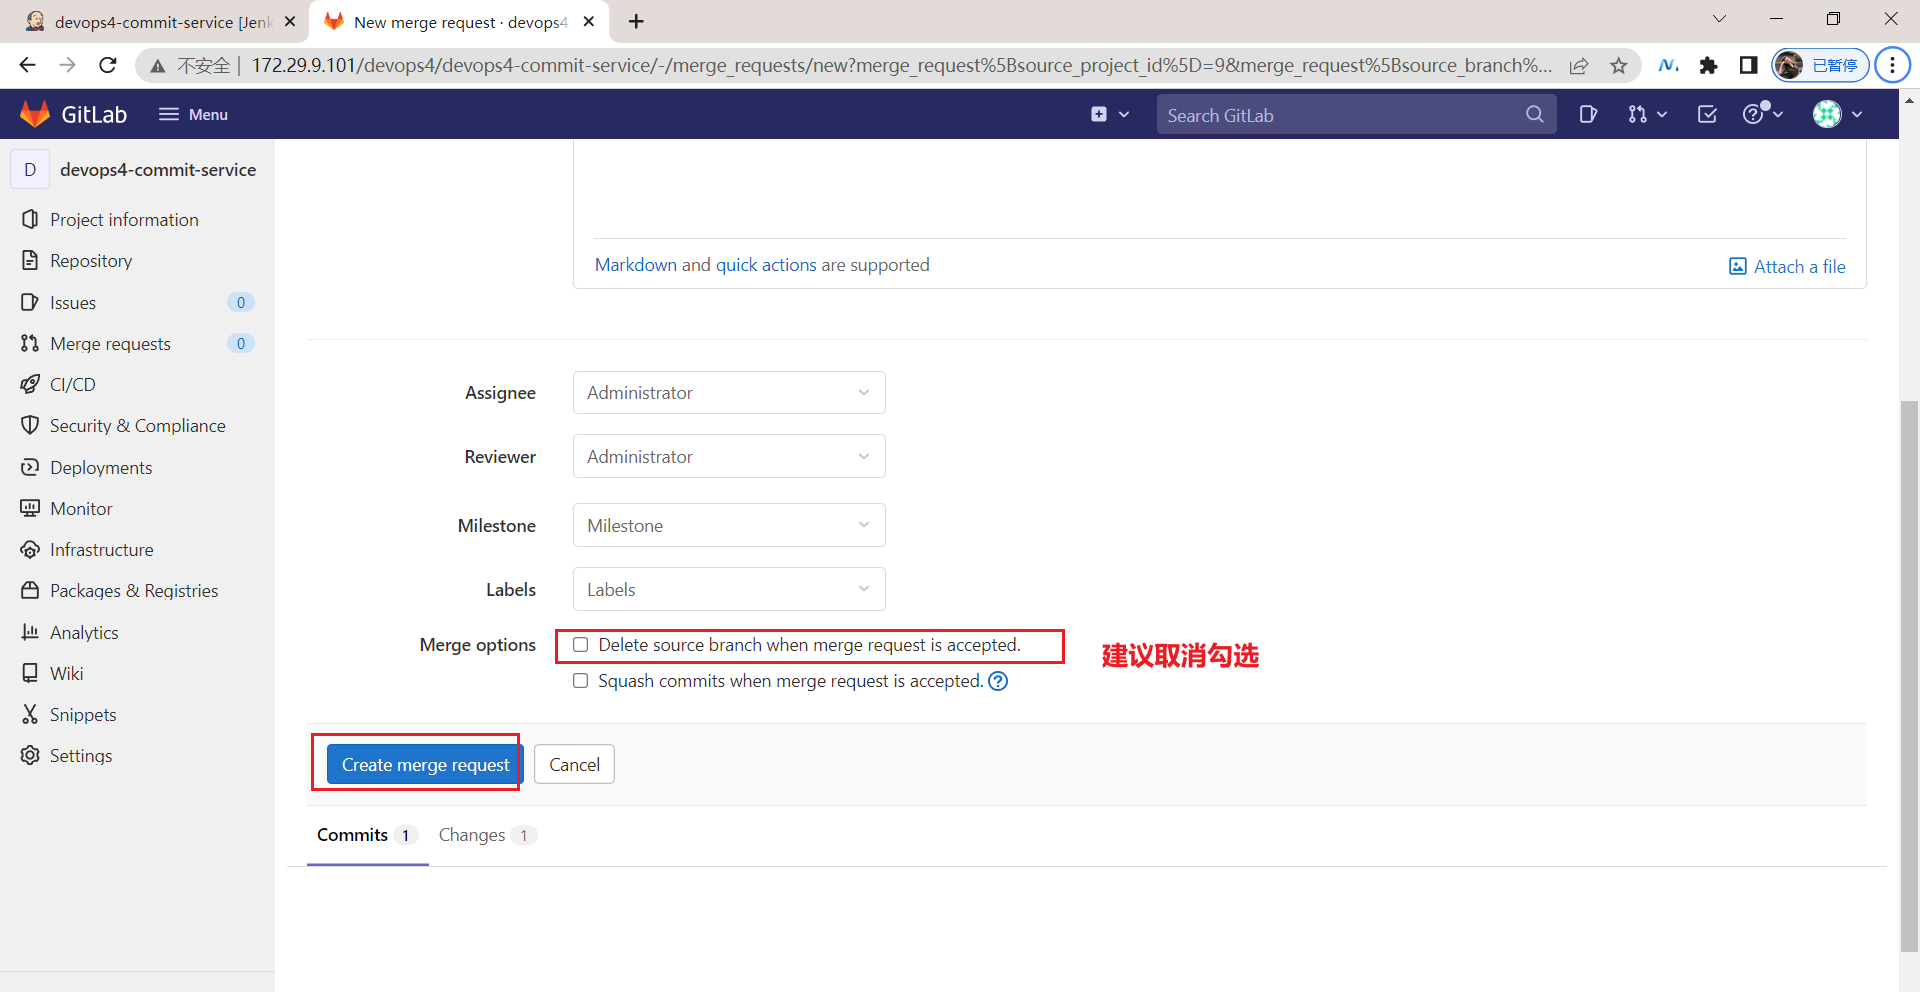 devops4-commit-service [Jenk
New merge request · devops4
不安全
172.29.9.101/devops4/devops4-commit-service/-/merge_requests/new?merge_request%5Bsource_project_id%5D=9&merge_request%5Bsource_branch%...
已暂停
GitLab
Menu
Search GitLab
D
devops4-commit-service
Project information
Repository
Issues 0
Merge requests 0
CI/CD
Security & Compliance
Deployments
Monitor
Infrastructure
Packages & Registries
Analytics
Wiki
Snippets
Settings
Markdown and quick actions are supported
Attach a file
Assignee Administrator
Reviewer Administrator
Milestone Milestone
Labels Labels
Merge options Delete source branch when merge request is accepted.
建议取消勾选
Squash commits when merge request is accepted.
Create merge request Cancel
Commits 1 Changes 1